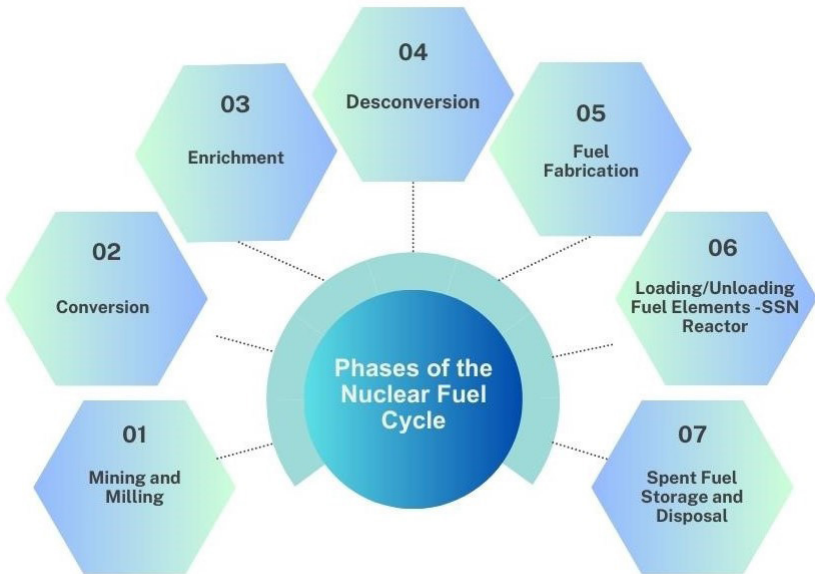 01
Mining and
Milling
02
Conversion
03
Enrichment
04
Desconversion
05
Fuel
Fabrication
06
Loading/Unloading
Fuel Elements -SSN
Reactor
07
Spent Fuel
Storage and
Disposal
Phases of the
Nuclear Fuel
Cycle